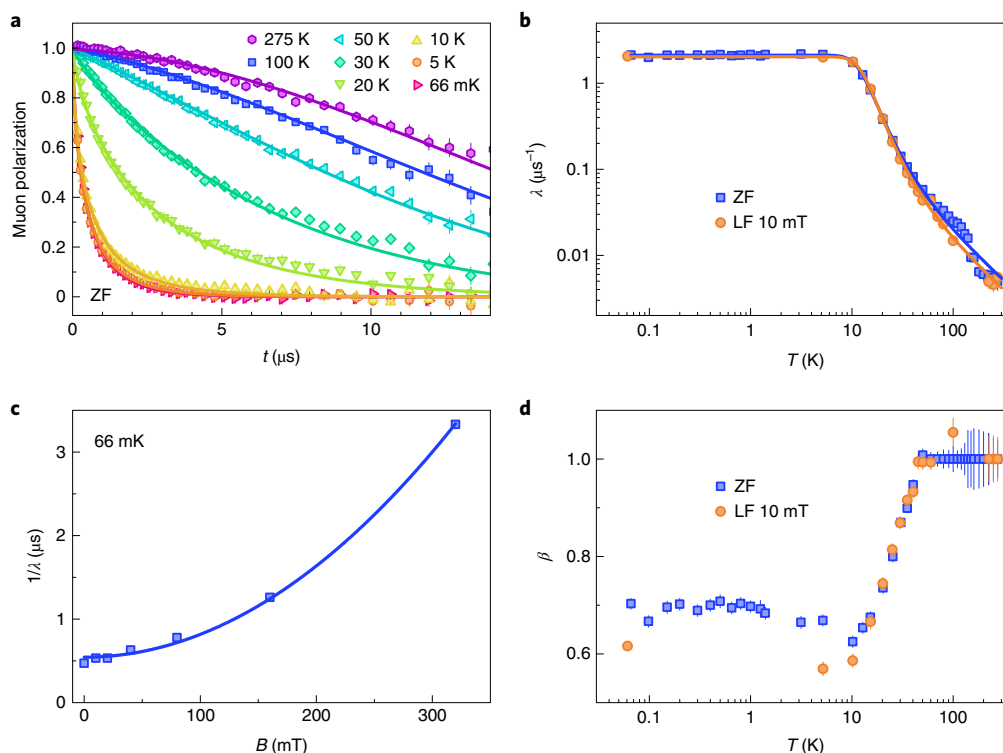 a
275 K 50 K 10 K
100 K 30 K 5 K
20 K 66 mK
1.0
0.8
0.6
0.4
0.2
0
Muon polarization
ZF
0 5 10
t (μs)
b
1
0.1
0.01
λ (μs⁻¹)
ZF
LF 10 mT
0.1 1 10 100
T (K)
c
66 mK
3
2
1
0
1/λ (μs)
0 100 200 300
B (mT)
d
1.0
0.8
0.6
β
ZF
LF 10 mT
0.1 1 10 100
T (K)